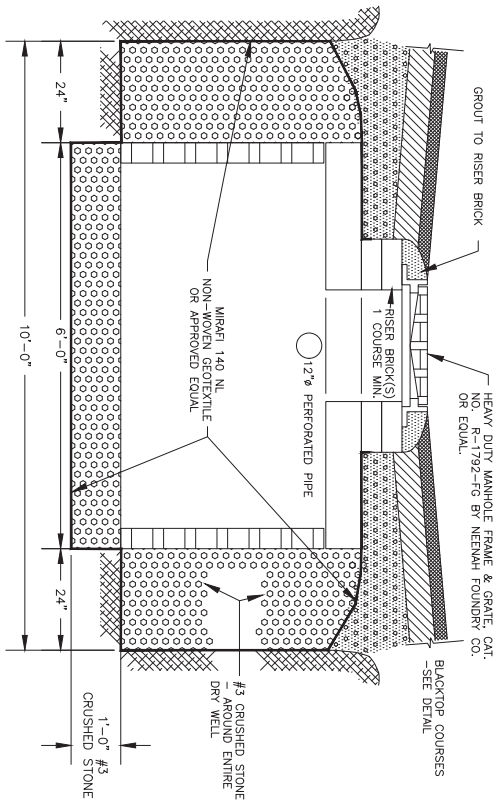 GROUT TO RISER BRICK
HEAVY DUTY MANHOLE FRAME & GRATE, CAT.
NO. R-1792-FG BY NEENAH FOUNDRY CO.
OR EQUAL.
BLACKTOP COURSES
-SEE DETAIL
RISER BRICK(S)
1 COURSE MIN.
12"ø PERFORATED PIPE
MIRAFI 140 NL
NON-WOVEN GEOTEXTILE
OR APPROVED EQUAL
#3 CRUSHED STONE
- AROUND ENTIRE
DRY WELL
1'-0" #3
CRUSHED STONE
24"
6'-0"
24"
10'-0"